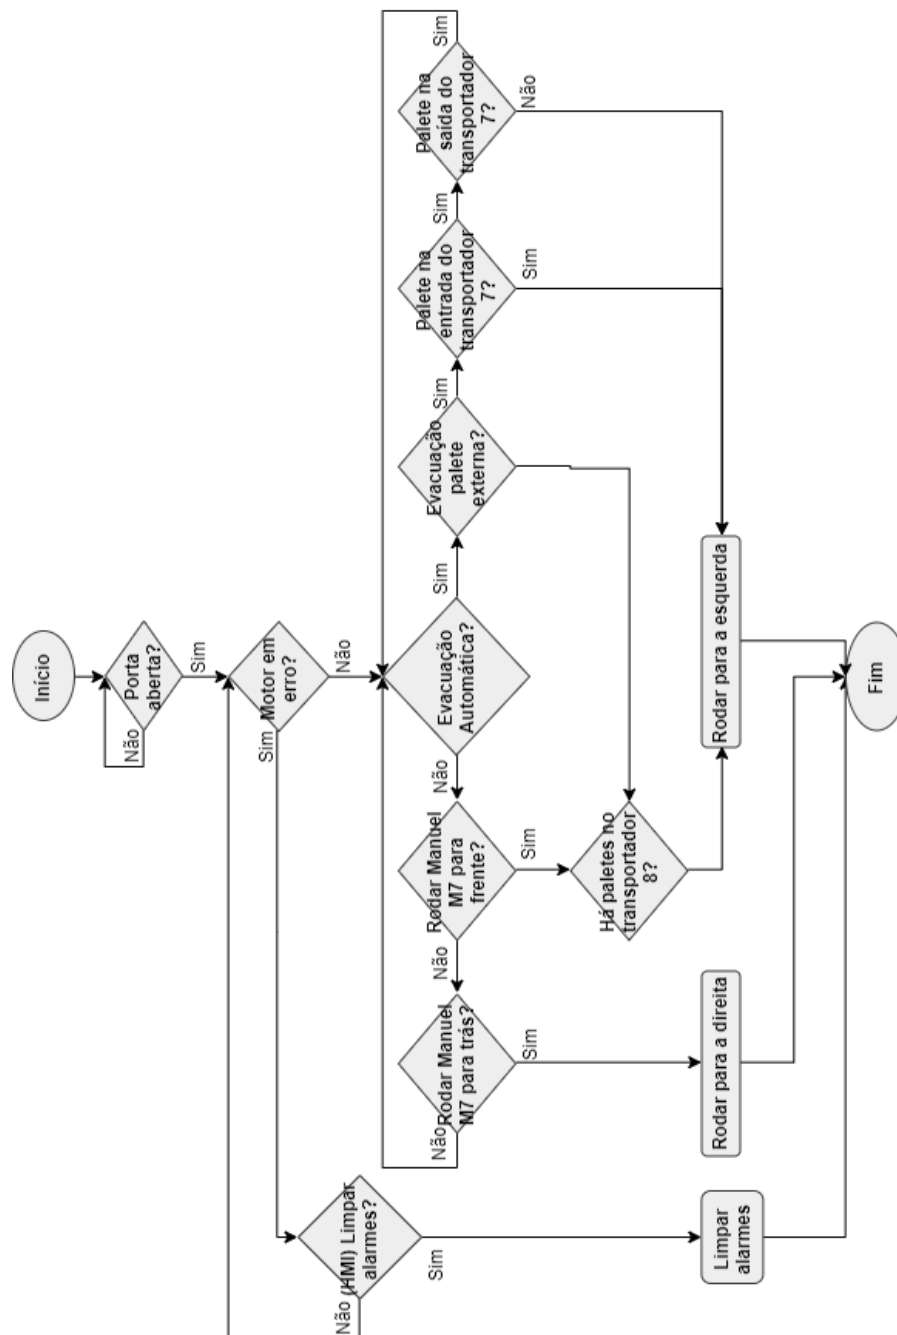 Início
Porta
aberta?
Não
Sim
Motor em
erro?
Sim
Não
(HMI) Limpar
alarmes?
Não
Sim
Limpar
alarmes
Evacuação
Automática?
Não
Sim
Rodar Manuel
M7 para
frente?
Não
Sim
Rodar Manuel
M7 para trás?
Não
Sim
Rodar para a direita
Há paletes no
transportador
8?
Evacuação
palete
externa?
Sim
Palete na
entrada do
transportador
7?
Sim
Sim
Palete na
saída do
transportador
7?
Sim
Não
Rodar para a esquerda
Fim